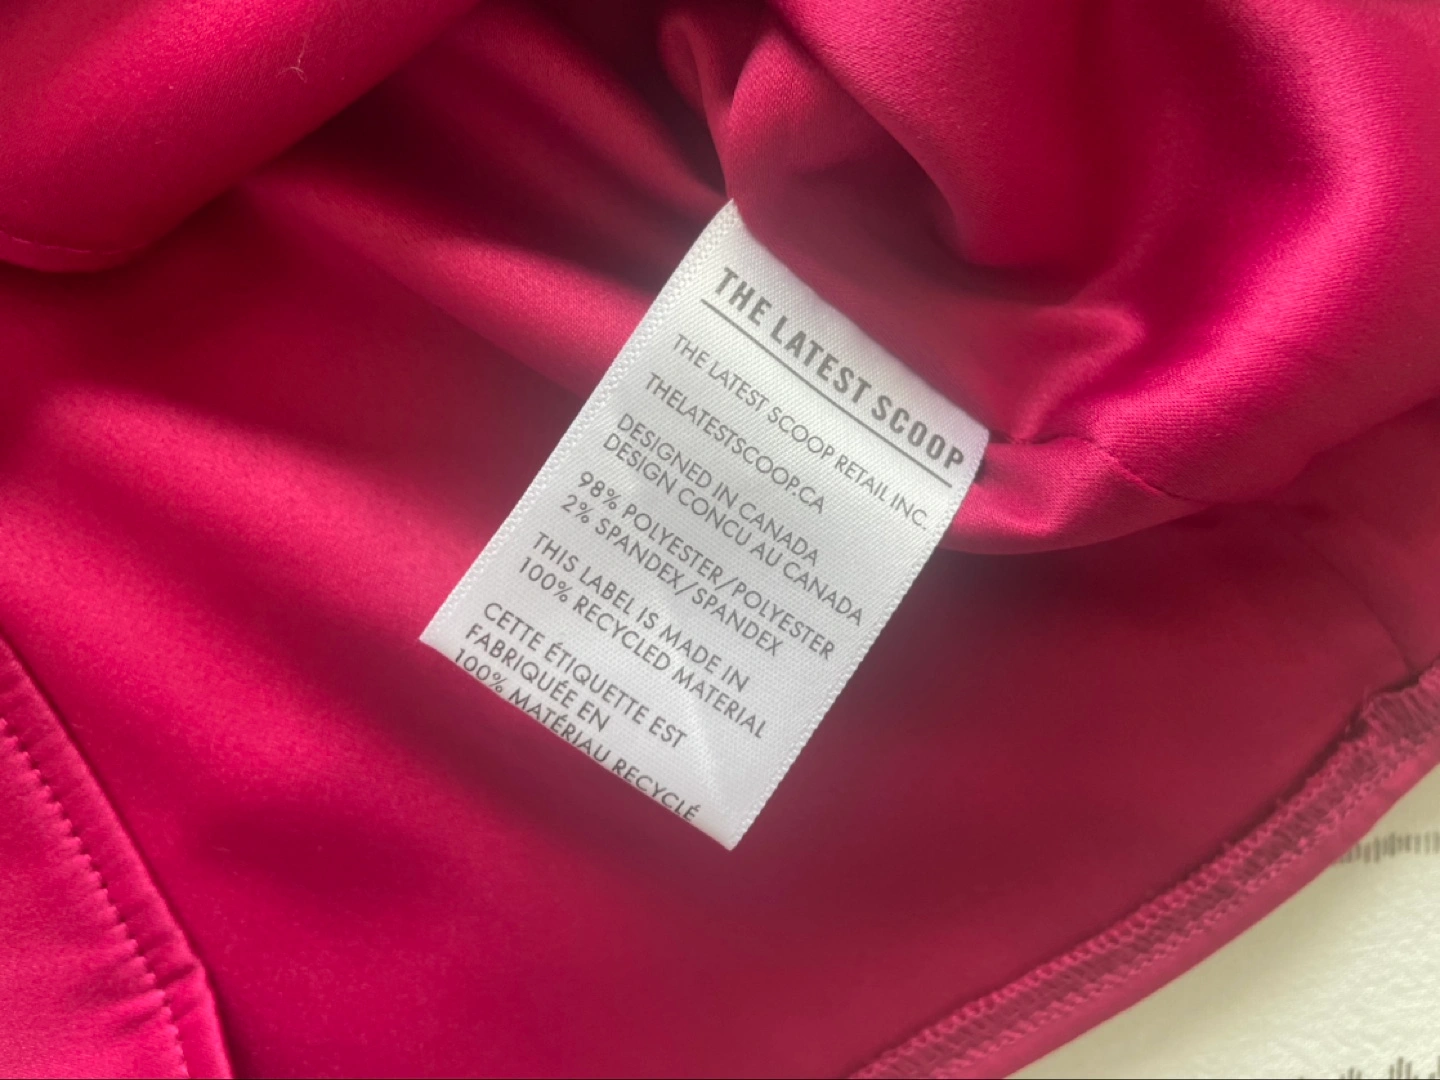 THE LATEST SCOOP
THE LATEST SCOOP RETAIL INC.
THELATESTSCOOP.CA
DESIGNED IN CANADA
DESIGN CONCU AU CANADA
98% POLYESTER/POLYESTER
2% SPANDEX/SPANDEX
THIS LABEL IS MADE IN
100% RECYCLED MATERIAL
CETTE ÉTIQUETTE EST
FABRIQUÉE EN
100% MATÉRIAU RECYCLÉ